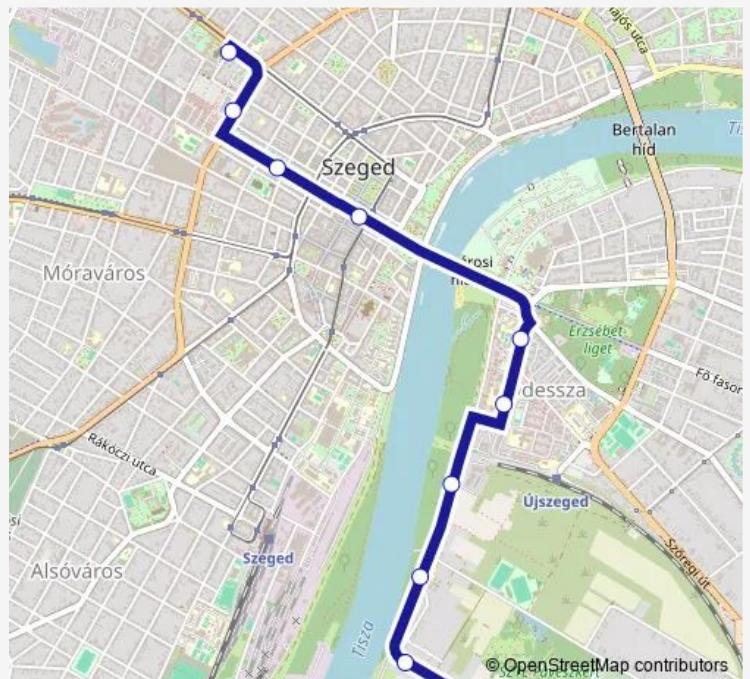 Bertalan
híd
Szeged
Móraváros
Erzsébet-
liget
Fő fasor
dessza
Rákóczi utca
Újszeged
Szeged
Szőregi út
Alsóváros
Tisza
© OpenStreetMap contributors